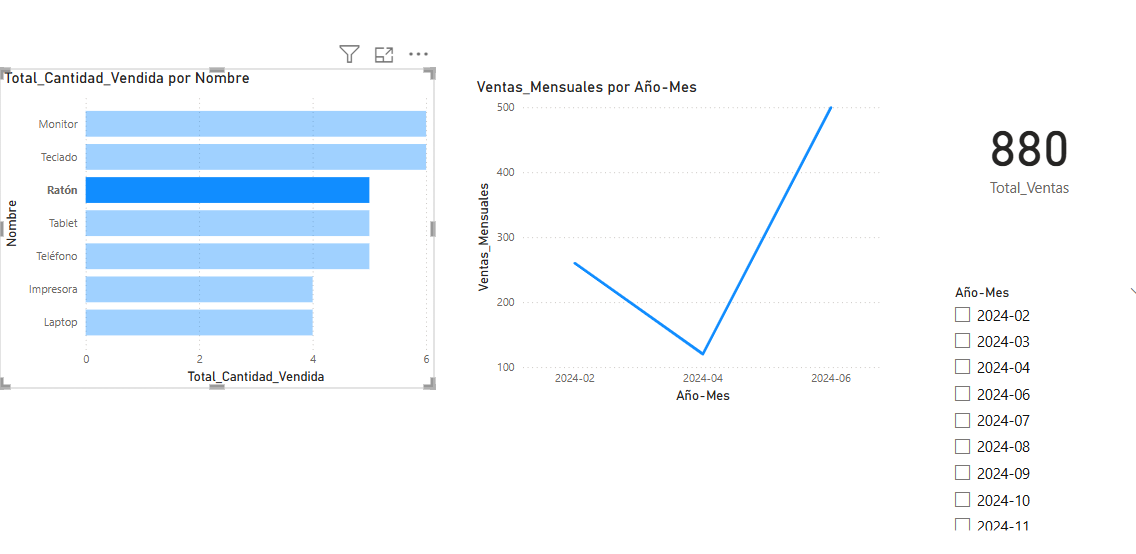 Total_Cantidad_Vendida por Nombre
Nombre
Monitor
Teclado
Ratón
Tablet
Teléfono
Impresora
Laptop
0 2 4 6
Total_Cantidad_Vendida
Ventas_Mensuales por Año-Mes
Ventas_Mensuales
500
400
300
200
100
2024-02 2024-04 2024-06
Año-Mes
880
Total_Ventas
Año-Mes
2024-02
2024-03
2024-04
2024-06
2024-07
2024-08
2024-09
2024-10
2024-11